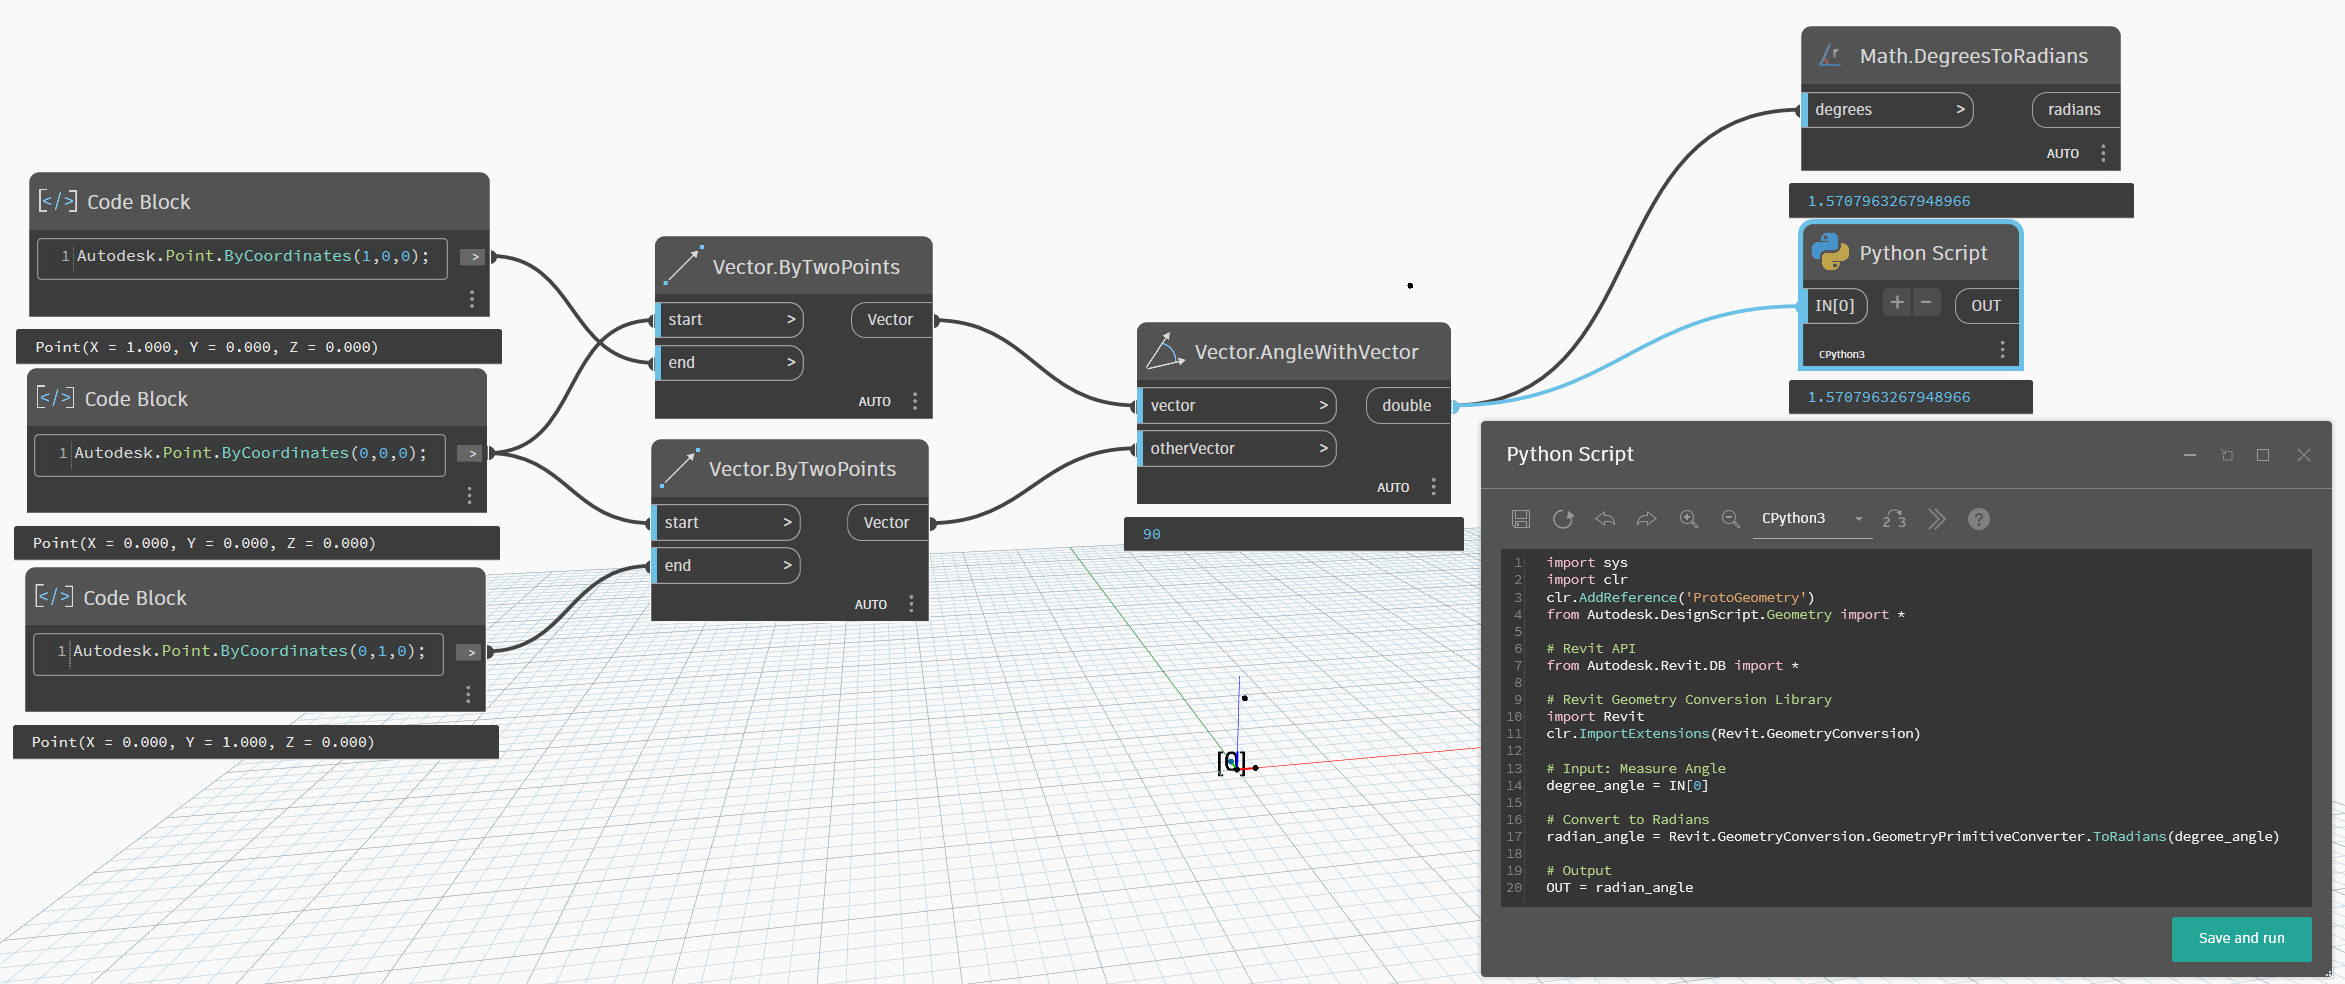 Code Block
1 Autodesk.Point.ByCoordinates(1,0,0); >
Point(X = 1.000, Y = 0.000, Z = 0.000)
Code Block
1 Autodesk.Point.ByCoordinates(0,0,0); >
Point(X = 0.000, Y = 0.000, Z = 0.000)
Code Block
1 Autodesk.Point.ByCoordinates(0,1,0); >
Point(X = 0.000, Y = 1.000, Z = 0.000)
Vector.ByTwoPoints
start > Vector
end >
AUTO
Vector.ByTwoPoints
start > Vector
end >
AUTO
Vector.AngleWithVector
vector > double
otherVector >
AUTO
90
[0]
Math.DegreesToRadians
degrees > radians
AUTO
1.5707963267948966
Python Script
IN[0] + - OUT
CPython3
1.5707963267948966
Python Script
CPython3 2 3 ?
1 import sys
2 import clr
3 clr.AddReference('ProtoGeometry')
4 from Autodesk.DesignScript.Geometry import *
5
6 # Revit API
7 from Autodesk.Revit.DB import *
8
9 # Revit Geometry Conversion Library
10 import Revit
11 clr.ImportExtensions(Revit.GeometryConversion)
12
13 # Input: Measure Angle
14 degree_angle = IN[0]
15
16 # Convert to Radians
17 radian_angle = Revit.GeometryConversion.GeometryPrimitiveConverter.ToRadians(degree_angle)
18
19 # Output
20 OUT = radian_angle
Save and run